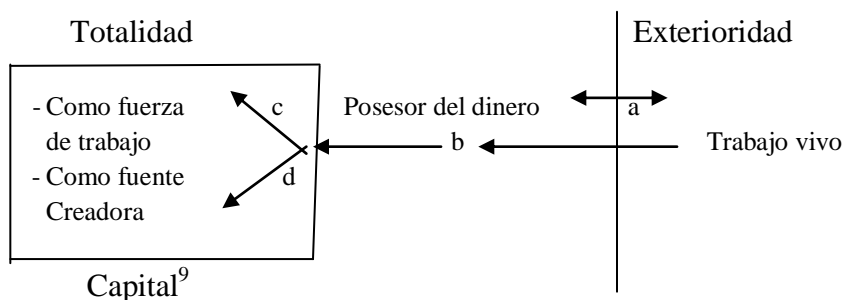 Totalidad
Exterioridad
- Como fuerza
de trabajo
- Como fuente
Creadora
c
d
Posesor del dinero
b
a
Trabajo vivo
Capital9